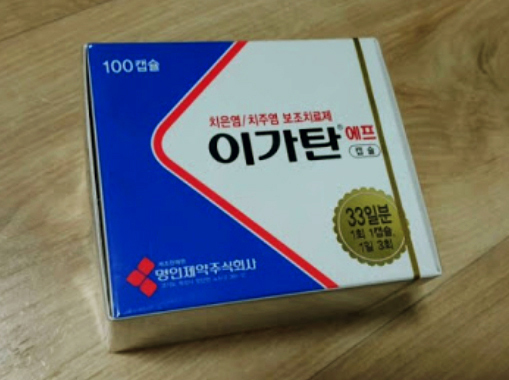 100캡슐
치은염/치주염 보조치료제
이가탄® 에프
캡슐
33일분
1회 1캡슐,
1일 3회
명인제약주식회사